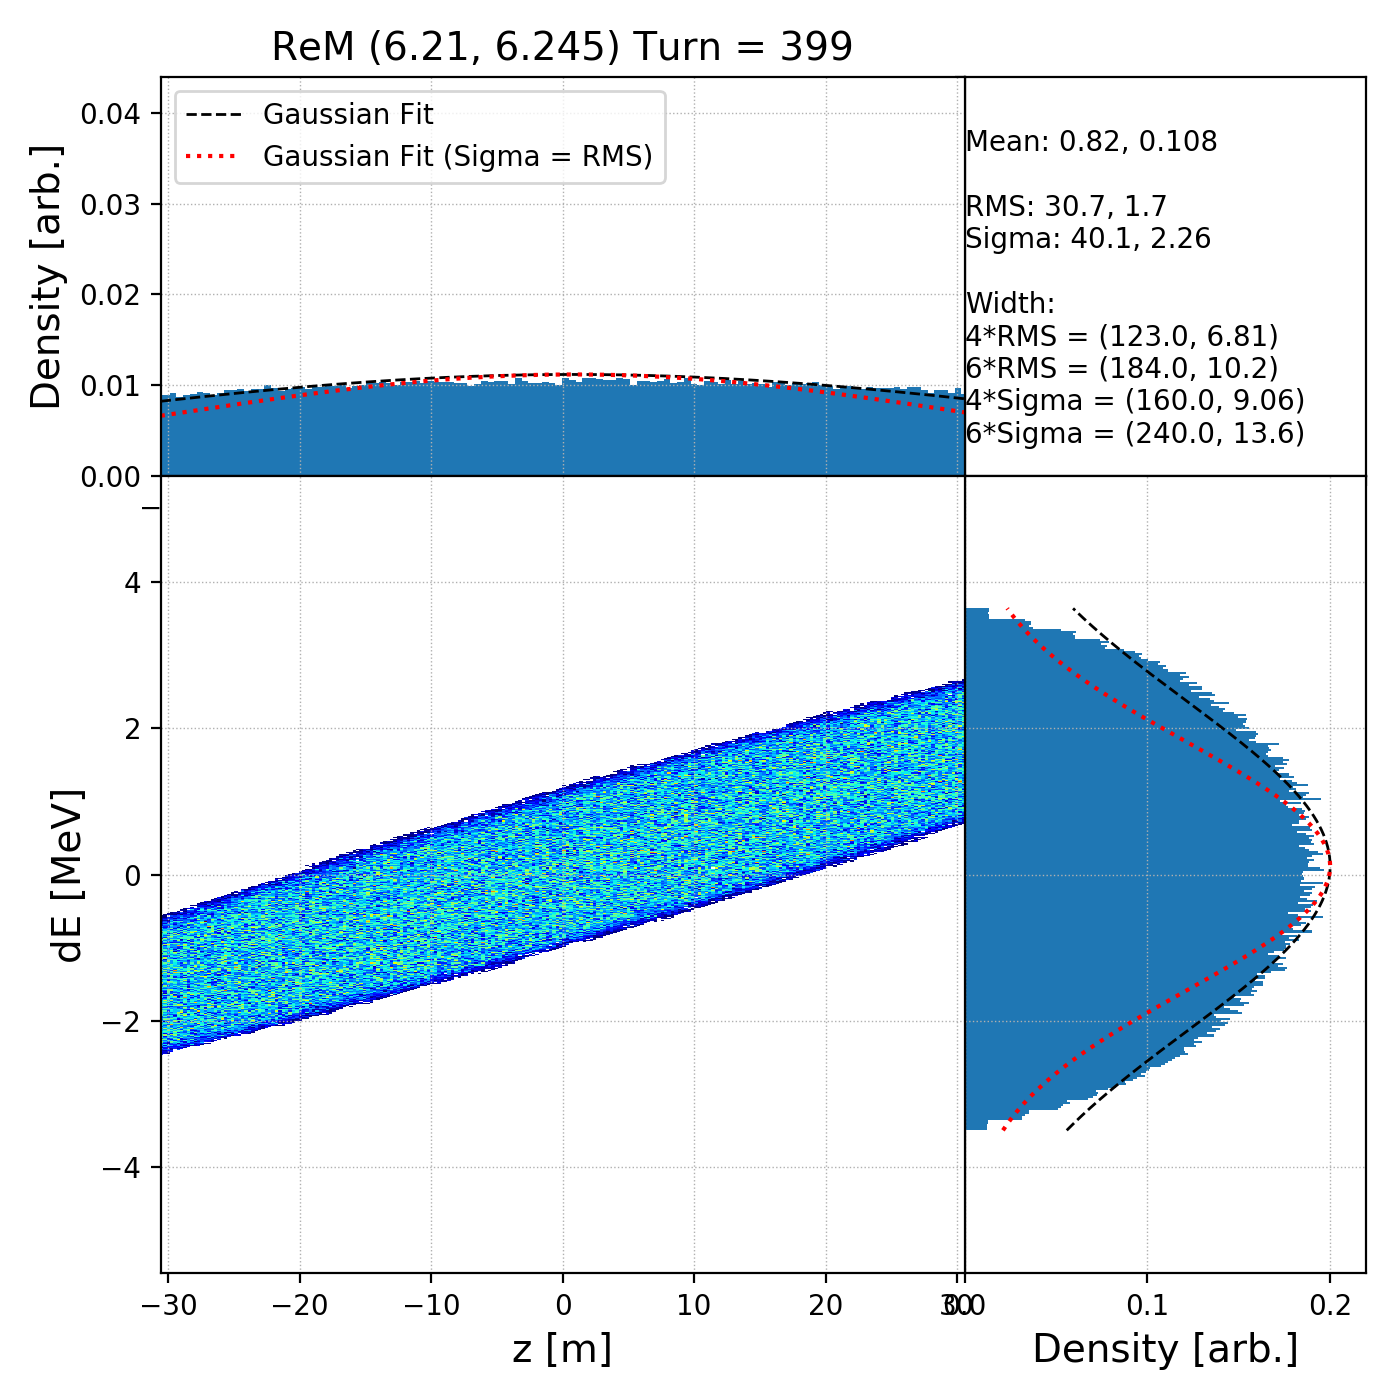 ReM (6.21, 6.245) Turn = 399
Density [arb.]
0.04
0.03
0.02
0.01
0.00
Gaussian Fit
Gaussian Fit (Sigma = RMS)
Mean: 0.82, 0.108
RMS: 30.7, 1.7
Sigma: 40.1, 2.26
Width:
4*RMS = (123.0, 6.81)
6*RMS = (184.0, 10.2)
4*Sigma = (160.0, 9.06)
6*Sigma = (240.0, 13.6)
dE [MeV]
4
2
0
−2
−4
−30
−20
−10
0
10
20
30
z [m]
0.0
0.1
0.2
Density [arb.]